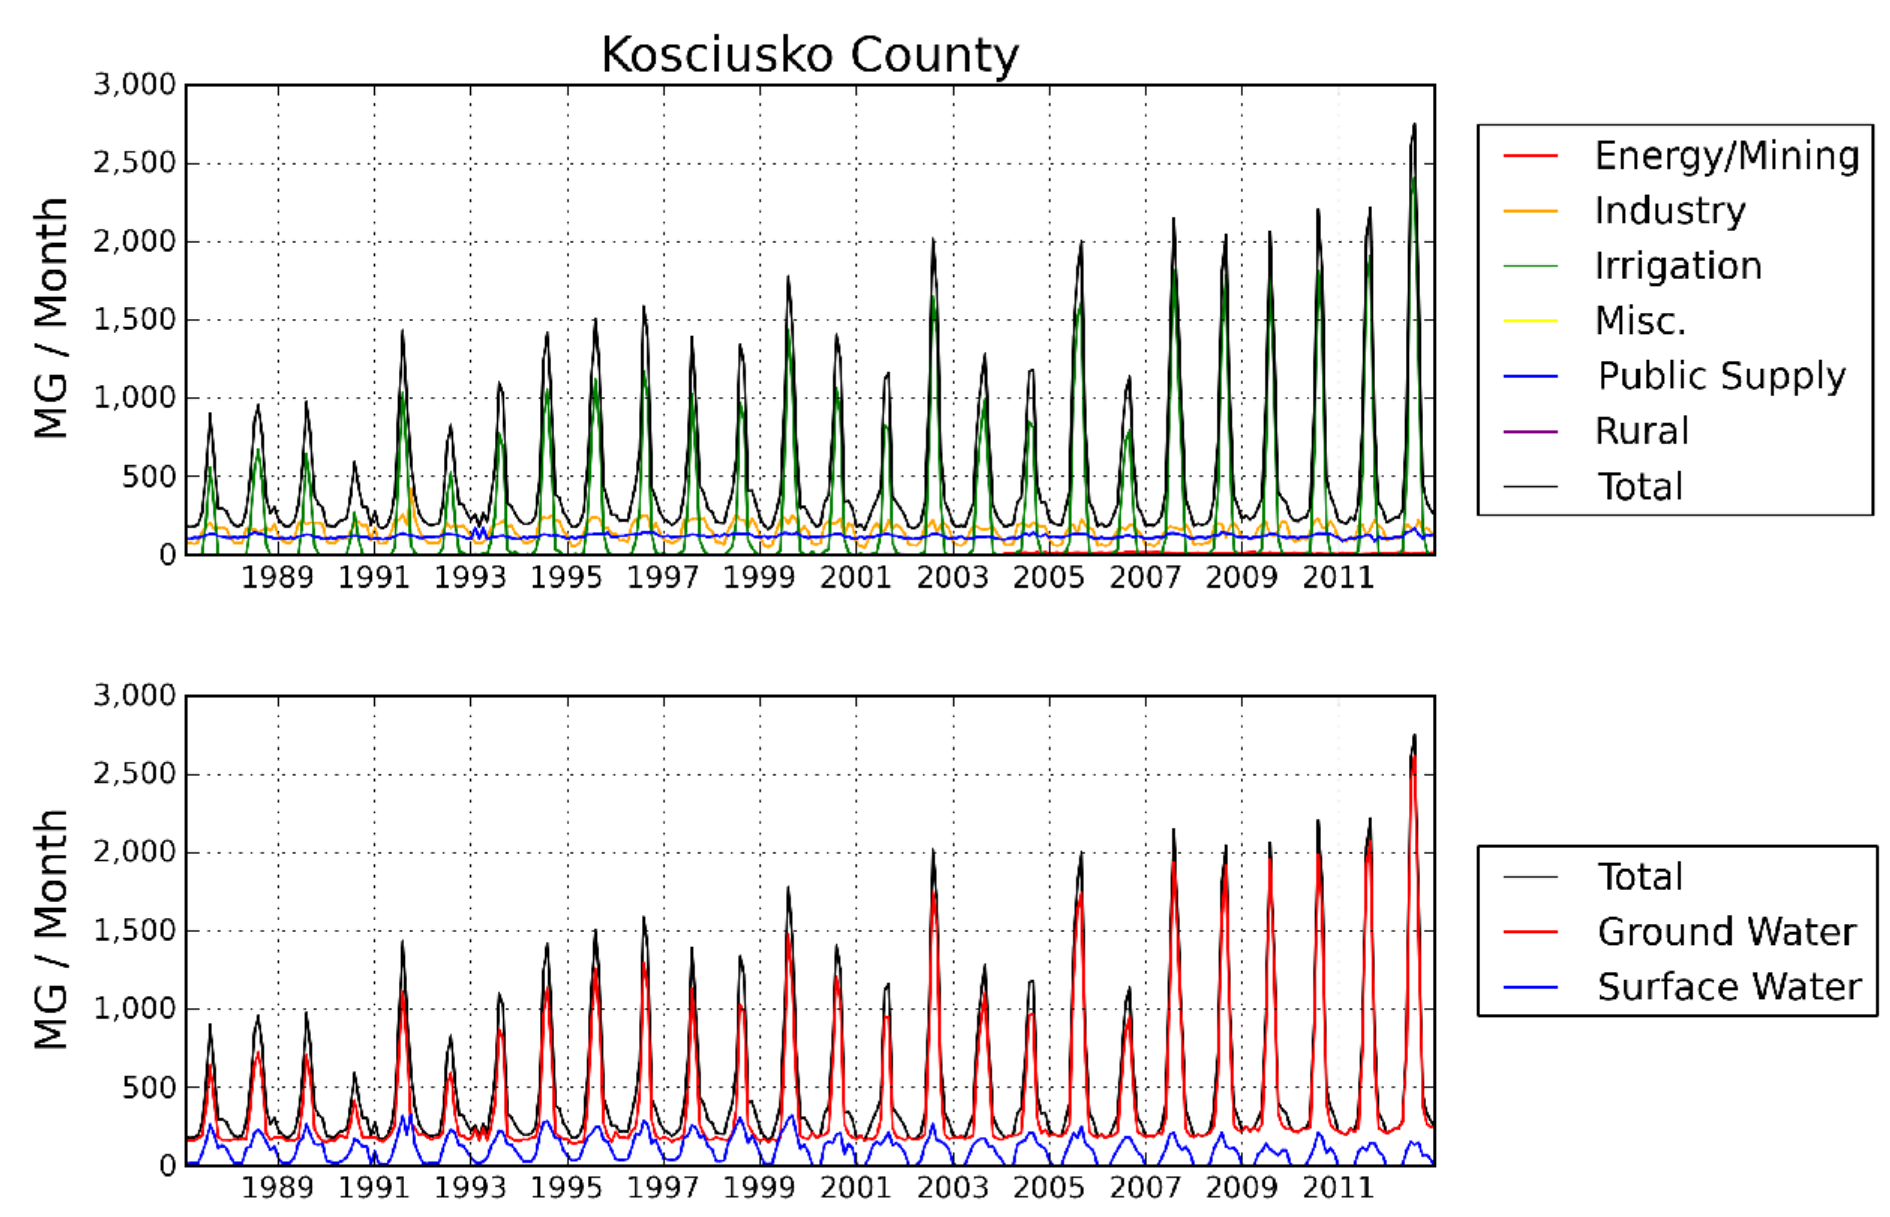 Kosciusko County
3,000
2,500
2,000
1,500
1,000
500
0
MG / Month
1989 1991 1993 1995 1997 1999 2001 2003 2005 2007 2009 2011
Energy/Mining
Industry
Irrigation
Misc.
Public Supply
Rural
Total
3,000
2,500
2,000
1,500
1,000
500
0
MG / Month
1989 1991 1993 1995 1997 1999 2001 2003 2005 2007 2009 2011
Total
Ground Water
Surface Water